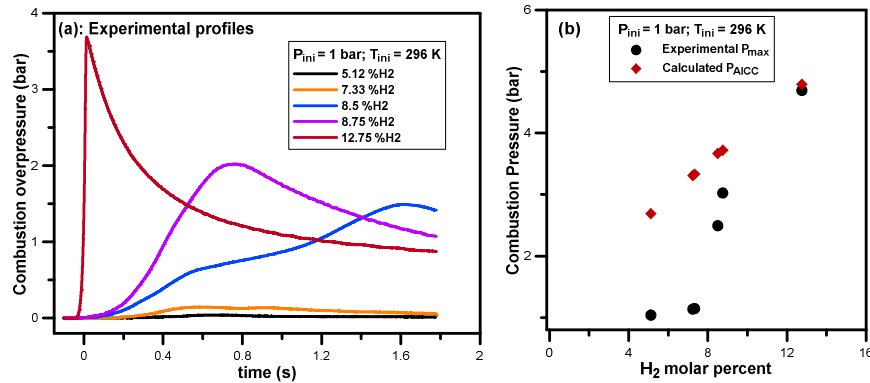 (a): Experimental profiles
Pini = 1 bar; Tini = 296 K
5.12 %H2
7.33 %H2
8.5 %H2
8.75 %H2
12.75 %H2
Combustion overpressure (bar)
4
3
2
1
0
0 0.4 0.8 1.2 1.6 2
time (s)
(b)
Pini = 1 bar; Tini = 296 K
Experimental Pmax
Calculated PAICC
Combustion Pressure (bar)
6
4
2
0 4 8 12 16
H2 molar percent